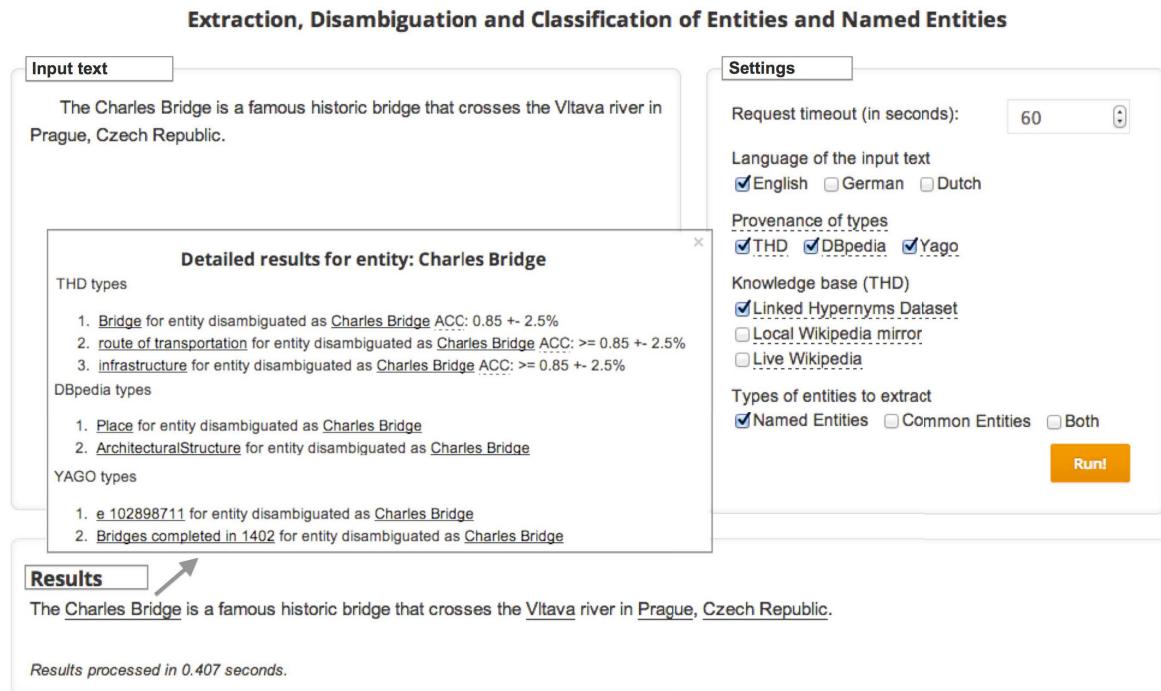 Extraction, Disambiguation and Classification of Entities and Named Entities
Input text
The Charles Bridge is a famous historic bridge that crosses the Vltava river in
Prague, Czech Republic.
Settings
Request timeout (in seconds):
60
Language of the input text
English German Dutch
Provenance of types
THD DBpedia Yago
Knowledge base (THD)
Linked Hypernyms Dataset
Local Wikipedia mirror
Live Wikipedia
Types of entities to extract
Named Entities Common Entities Both
Run!
×
Detailed results for entity: Charles Bridge
THD types
1. Bridge for entity disambiguated as Charles Bridge ACC: 0.85 +- 2.5%
2. route of transportation for entity disambiguated as Charles Bridge ACC: >= 0.85 +- 2.5%
3. infrastructure for entity disambiguated as Charles Bridge ACC: >= 0.85 +- 2.5%
DBpedia types
1. Place for entity disambiguated as Charles Bridge
2. ArchitecturalStructure for entity disambiguated as Charles Bridge
YAGO types
1. e 102898711 for entity disambiguated as Charles Bridge
2. Bridges completed in 1402 for entity disambiguated as Charles Bridge
Results
The Charles Bridge is a famous historic bridge that crosses the Vltava river in Prague, Czech Republic.
Results processed in 0.407 seconds.